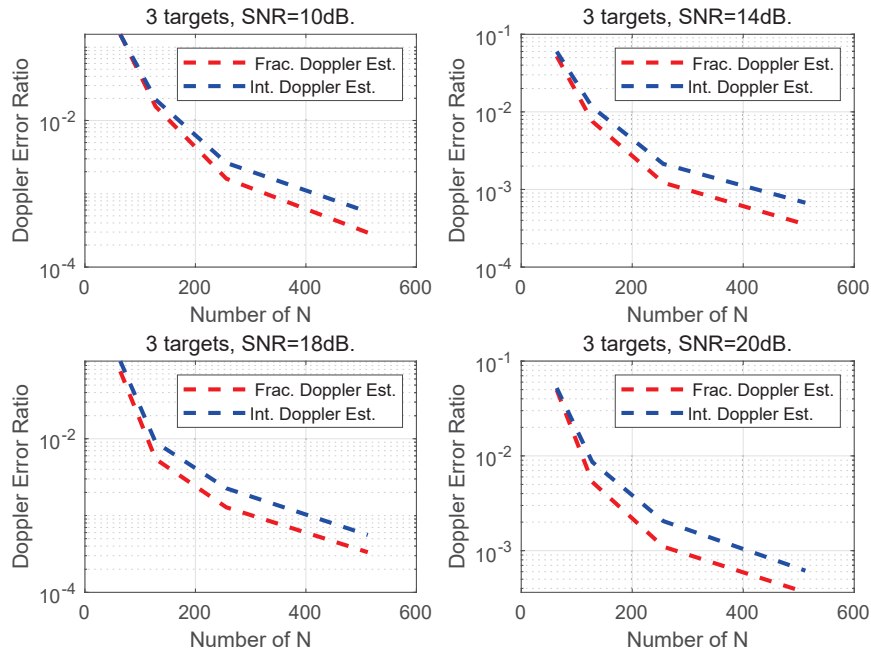 3 targets, SNR=10dB.
Doppler Error Ratio
10^-2
10^-4
0
200
400
600
Number of N
Frac. Doppler Est.
Int. Doppler Est.
3 targets, SNR=14dB.
Doppler Error Ratio
10^-1
10^-2
10^-3
10^-4
0
200
400
600
Number of N
Frac. Doppler Est.
Int. Doppler Est.
3 targets, SNR=18dB.
Doppler Error Ratio
10^-2
10^-4
0
200
400
600
Number of N
Frac. Doppler Est.
Int. Doppler Est.
3 targets, SNR=20dB.
Doppler Error Ratio
10^-1
10^-2
10^-3
0
200
400
600
Number of N
Frac. Doppler Est.
Int. Doppler Est.